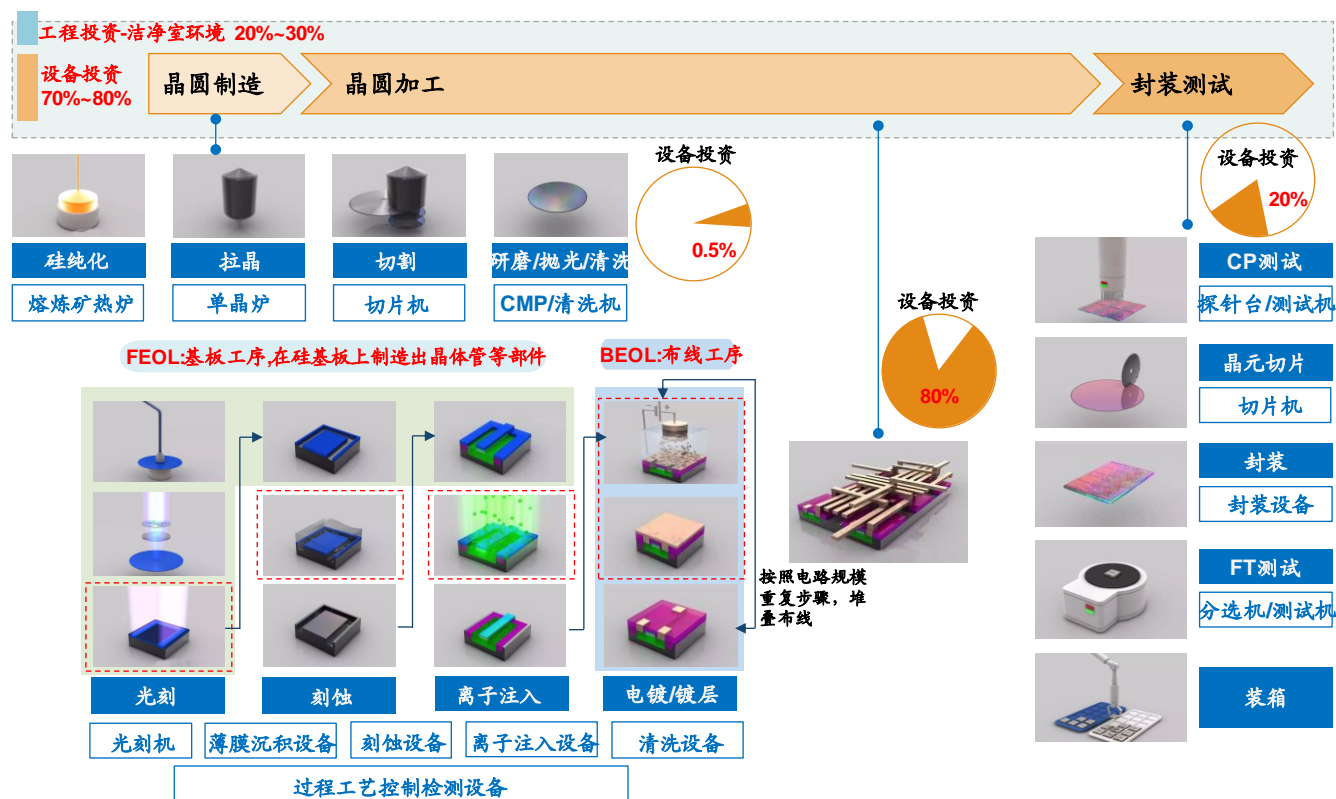 工程投资-洁净室环境 20%~30%
设备投资
70%~80%
晶圆制造
晶圆加工
封装测试
设备投资
0.5%
设备投资
20%
硅纯化
拉晶
切割
研磨/抛光/清洗
熔炼矿热炉
单晶炉
切片机
CMP/清洗机
设备投资
80%
FEOL:基板工序,在硅基板上制造出晶体管等部件
BEOL:布线工序
按照电路规模
重复步骤，堆
叠布线
光刻
刻蚀
离子注入
电镀/镀层
光刻机
薄膜沉积设备
刻蚀设备
离子注入设备
清洗设备
过程工艺控制检测设备
CP测试
探针台/测试机
晶元切片
切片机
封装
封装设备
FT测试
分选机/测试机
装箱